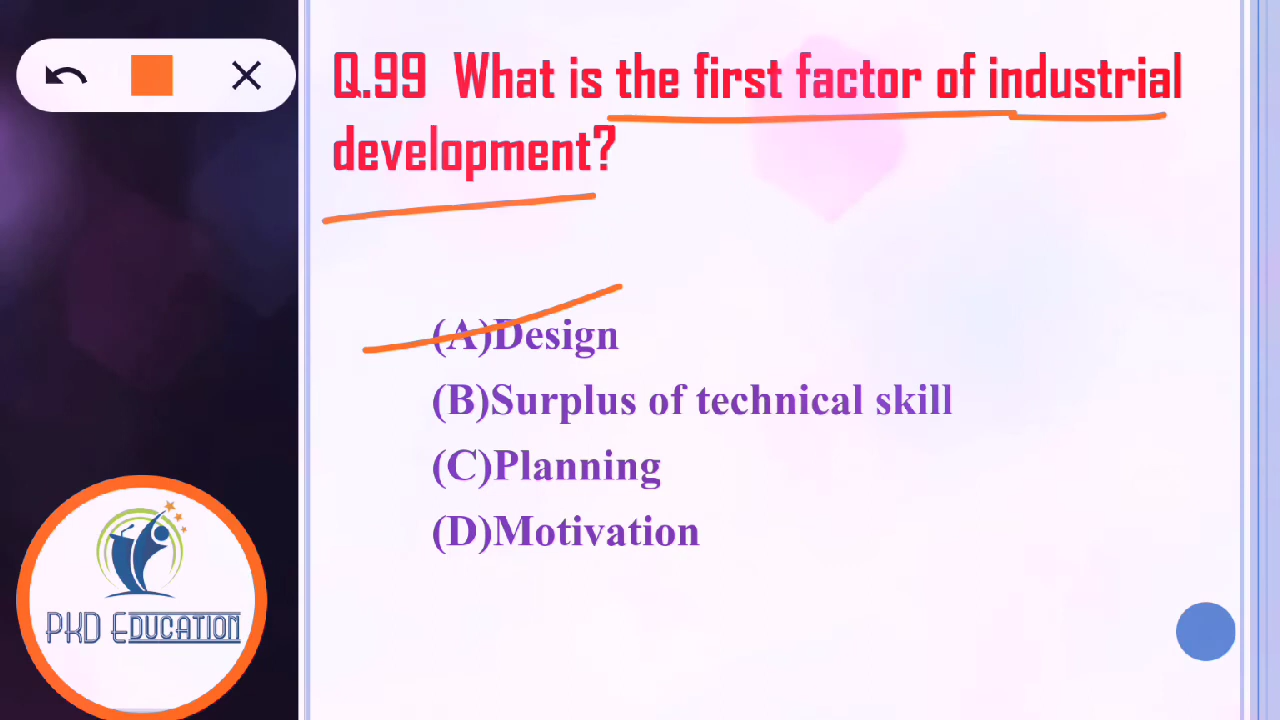 Q.99 What is the first factor of industrial
development?
(A)Design
(B)Surplus of technical skill
(C)Planning
(D)Motivation
PKD EDUCATION